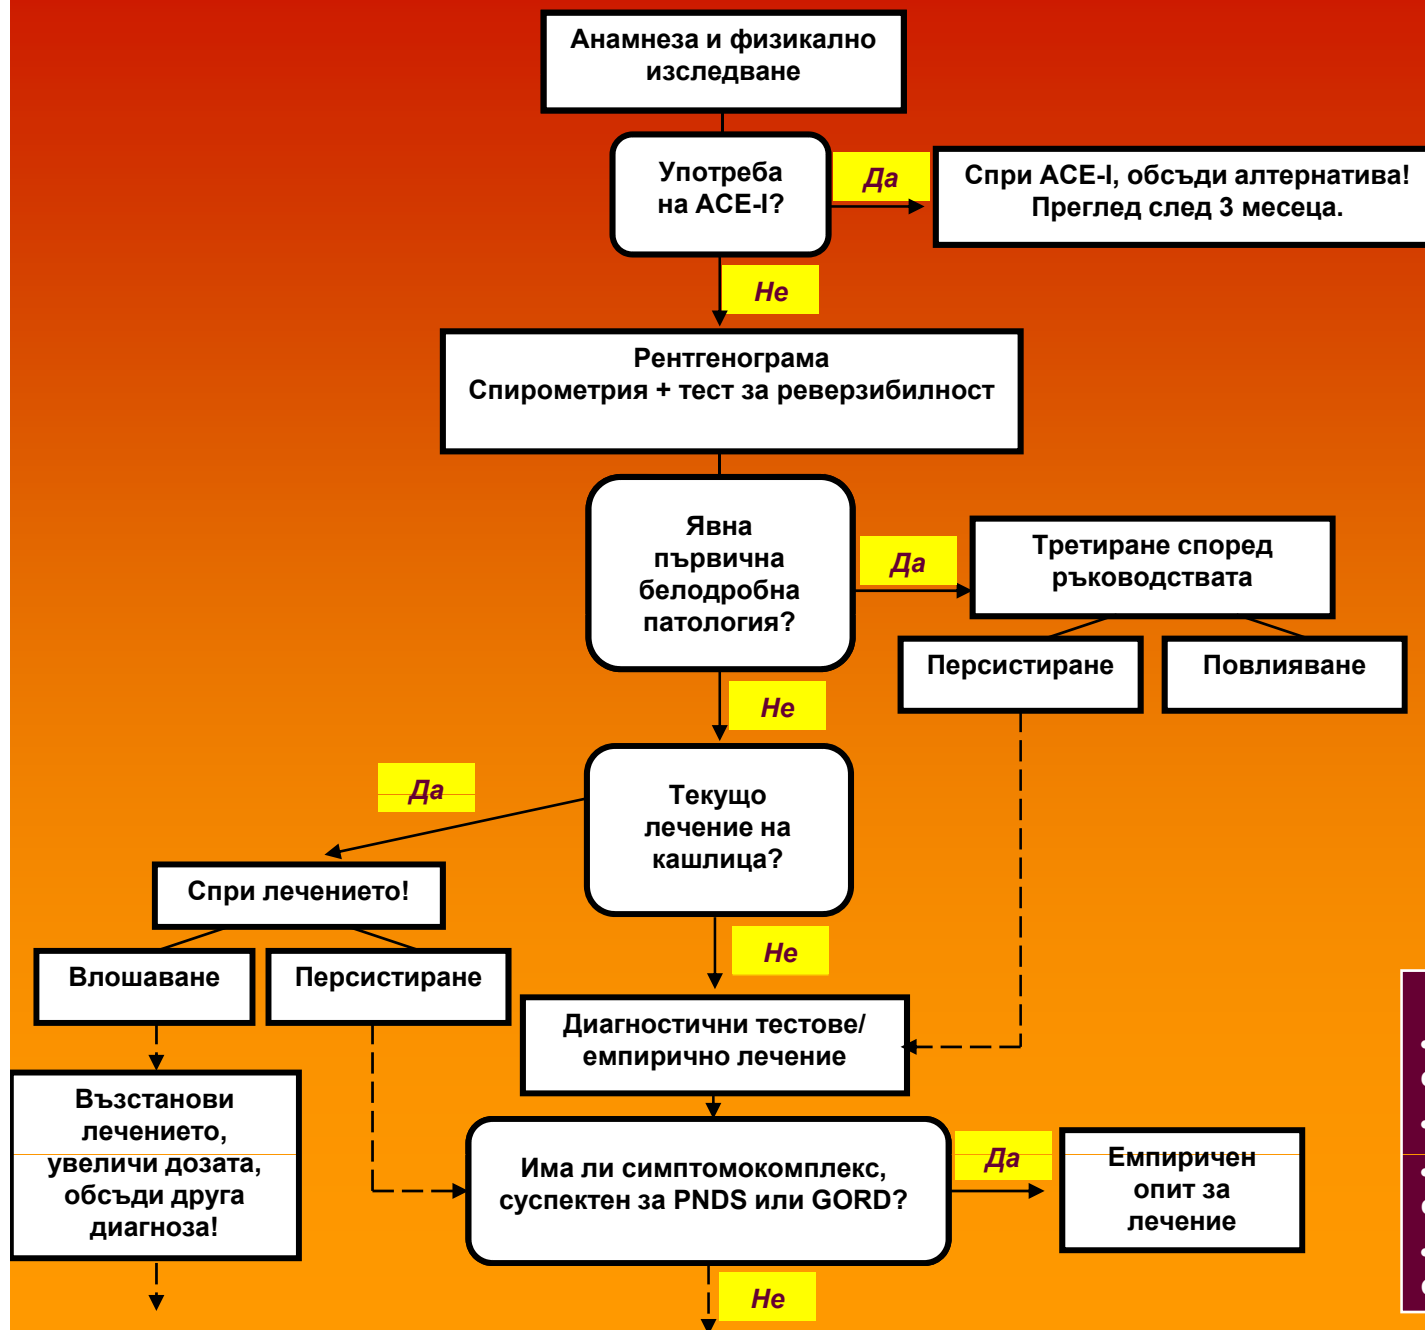 Анамнеза и физикално
изследване
Употреба
на ACE-I?
Да
Спри ACE-I, обсъди алтернатива!
Преглед след 3 месеца.
Не
Рентгенограма
Спирометрия + тест за реверзибилност
Явна
първична
белодробна
патология?
Да
Третиране според
ръководствата
Персистиране
Повлияване
Не
Текущо
лечение на
кашлица?
Да
Спри лечението!
Влошаване
Персистиране
Не
Диагностични тестове/
емпирично лечение
Възстанови
лечението,
увеличи дозата,
обсъди друга
диагноза!
Има ли симптомокомплекс,
суспектен за PNDS или GORD?
Да
Емпиричен
опит за
лечение
Не